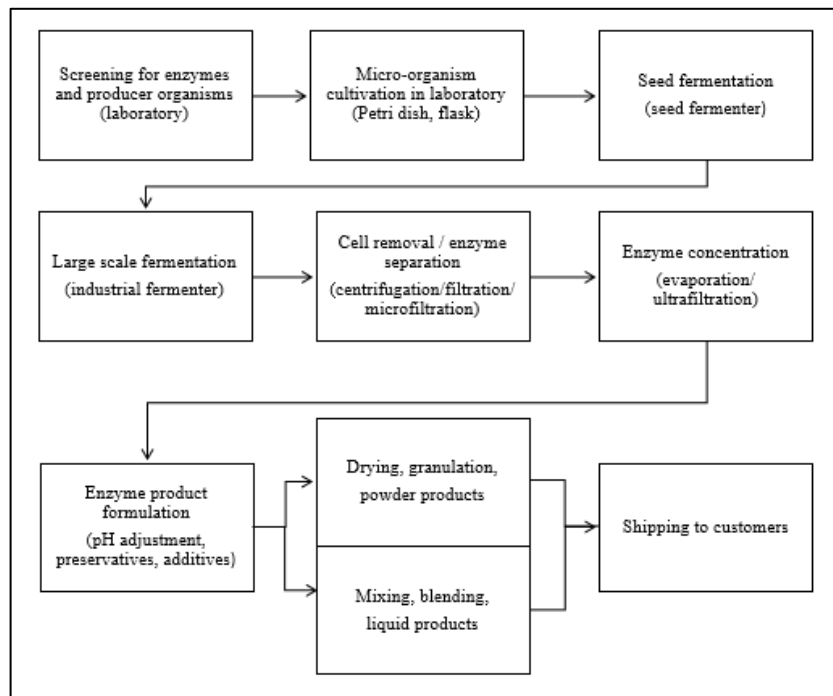 Screening for enzymes
and producer organisms
(laboratory)
Micro-organism
cultivation in laboratory
(Petri dish, flask)
Seed fermentation
(seed fermenter)
Large scale fermentation
(industrial fermenter)
Cell removal / enzyme
separation
(centrifugation/filtration/
microfiltration)
Enzyme concentration
(evaporation/
ultrafiltration)
Enzyme product
formulation
(pH adjustment,
preservatives, additives)
Drying, granulation,
powder products
Mixing, blending,
liquid products
Shipping to customers